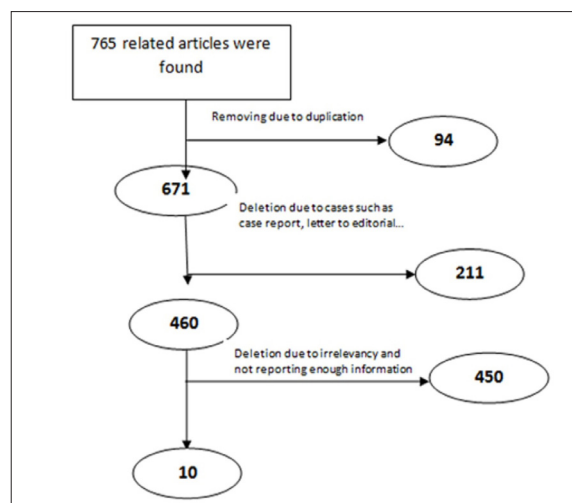 765 related articles were
found
Removing due to duplication
94
671
Deletion due to cases such as
case report, letter to editorial...
211
460
Deletion due to irrelevancy and
not reporting enough information
450
10